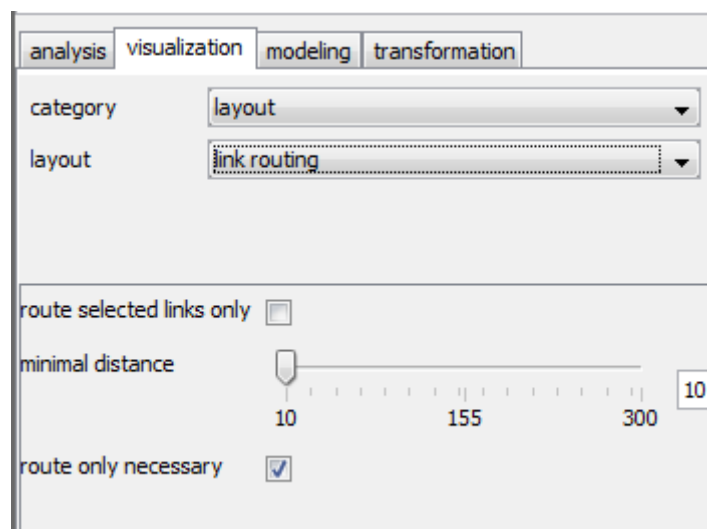 analysis visualization modeling transformation
category layout
layout link routing
route selected links only
minimal distance
10
10 155 300
route only necessary